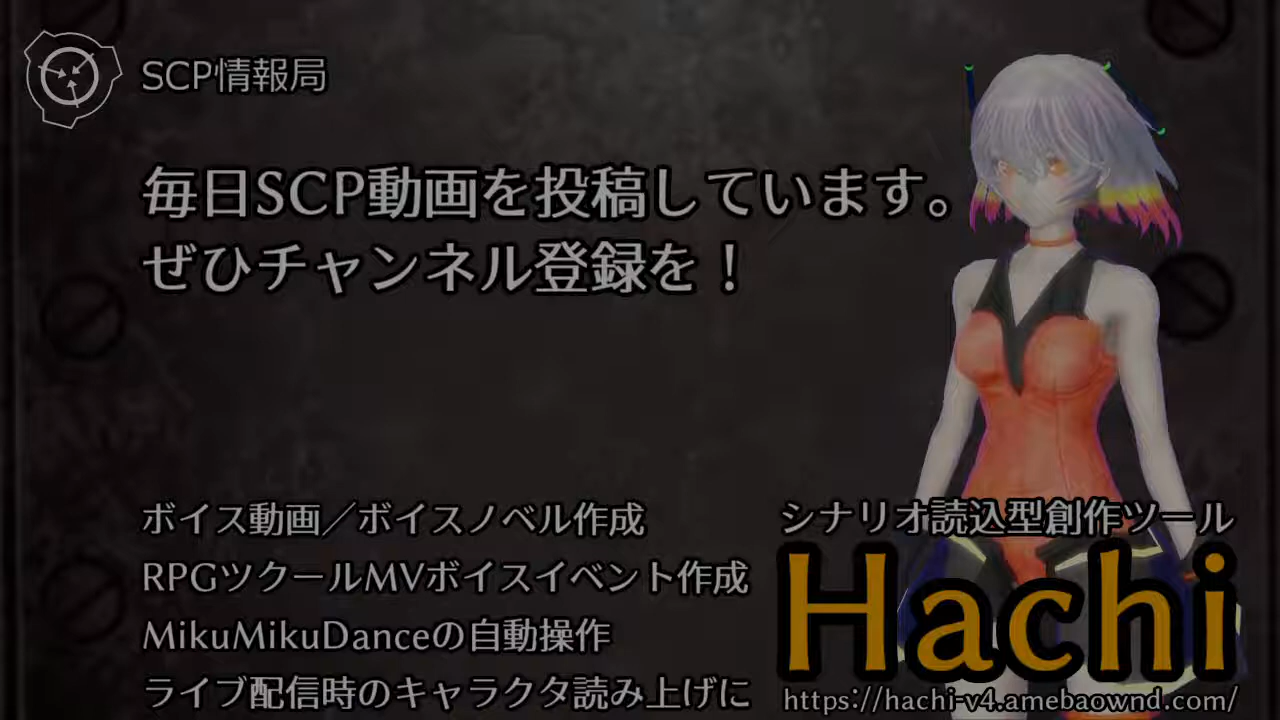 SCP情報局
毎日SCP動画を投稿しています。
ぜひチャンネル登録を！
ボイス動画／ボイスノベル作成
RPGツクールMVボイスイベント作成
MikuMikuDanceの自動操作
ライブ配信時のキャラクタ読み上げに
シナリオ読込型創作ツール
Hachi
https://hachi-v4.amebaownd.com/